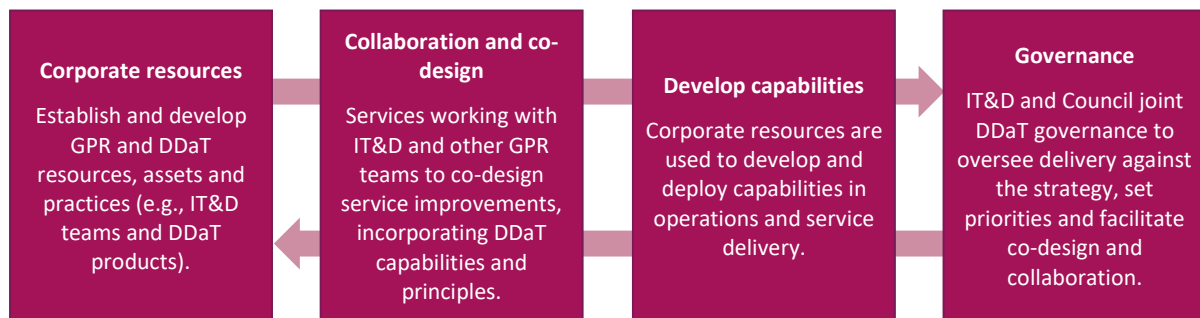 Corporate resources
Establish and develop
GPR and DDaT
resources, assets and
practices (e.g., IT&D
teams and DDaT
products).
Collaboration and co-
design
Services working with
IT&D and other GPR
teams to co-design
service improvements,
incorporating DDaT
capabilities and
principles.
Develop capabilities
Corporate resources are
used to develop and
deploy capabilities in
operations and service
delivery.
Governance
IT&D and Council joint
DDaT governance to
oversee delivery against
the strategy, set
priorities and facilitate
co-design and
collaboration.